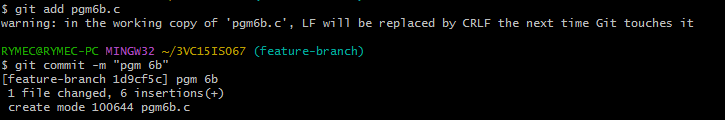 $ git add pgm6b.c
warning: in the working copy of 'pgm6b.c', LF will be replaced by CRLF the next time Git touches it
RYMEC@RYMEC-PC MINGW32 ~/3VC15IS067 (feature-branch)
$ git commit -m "pgm 6b"
[feature-branch 1d9cf5c] pgm 6b
1 file changed, 6 insertions(+)
create mode 100644 pgm6b.c